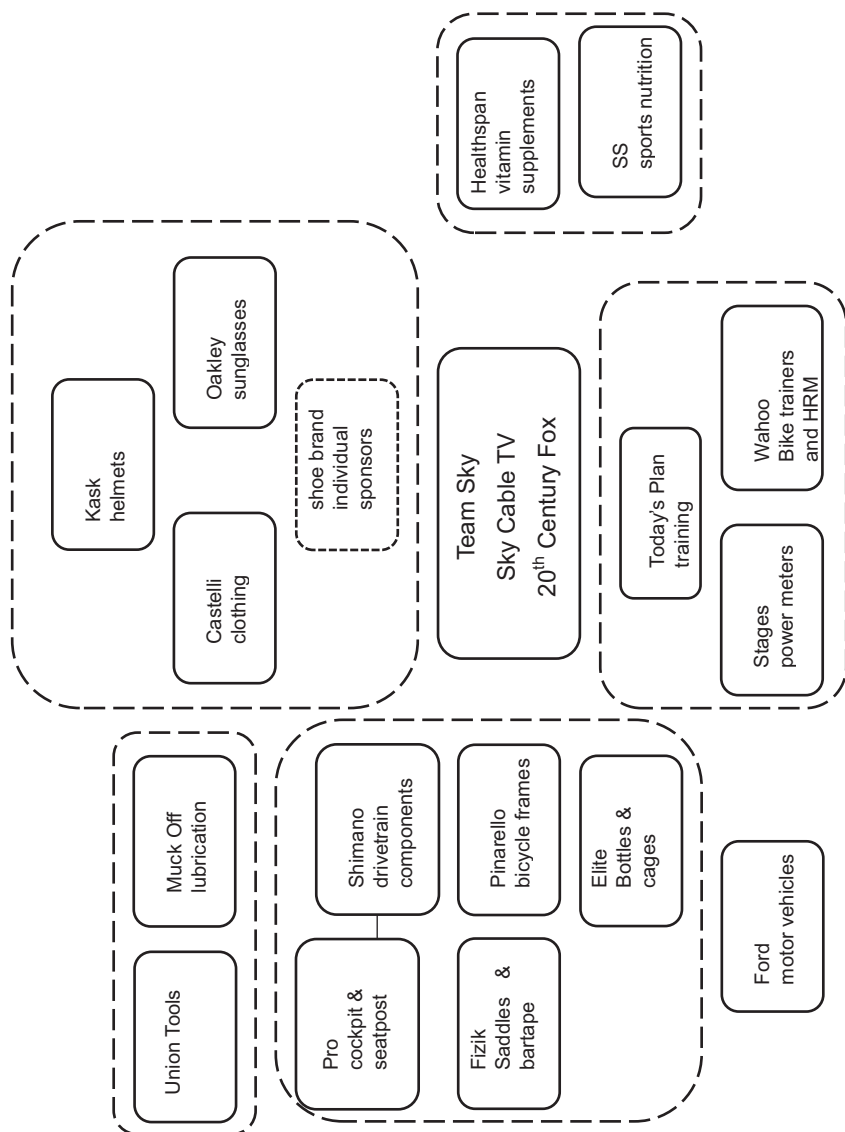 Union Tools
Muck Off
lubrication
Kask
helmets
Castelli
clothing
Oakley
sunglasses
shoe brand
individual
sponsors
Pro
cockpit &
seatpost
Shimano
drivetrain
components
Fizik
Saddles &
bartape
Pinarello
bicycle frames
Elite
Bottles &
cages
Team Sky
Sky Cable TV
20th Century Fox
Healthspan
vitamin
supplements
SS
sports nutrition
Ford
motor vehicles
Today's Plan
training
Stages
power meters
Wahoo
Bike trainers
and HRM